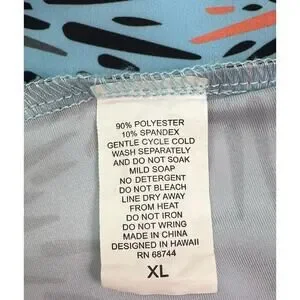 90% POLYESTER
10% SPANDEX
GENTLE CYCLE COLD
WASH SEPARATELY
AND DO NOT SOAK
MILD SOAP
NO DETERGENT
DO NOT BLEACH
LINE DRY AWAY
FROM HEAT
DO NOT IRON
DO NOT WRING
MADE IN CHINA
DESIGNED IN HAWAII
RN 68744
XL